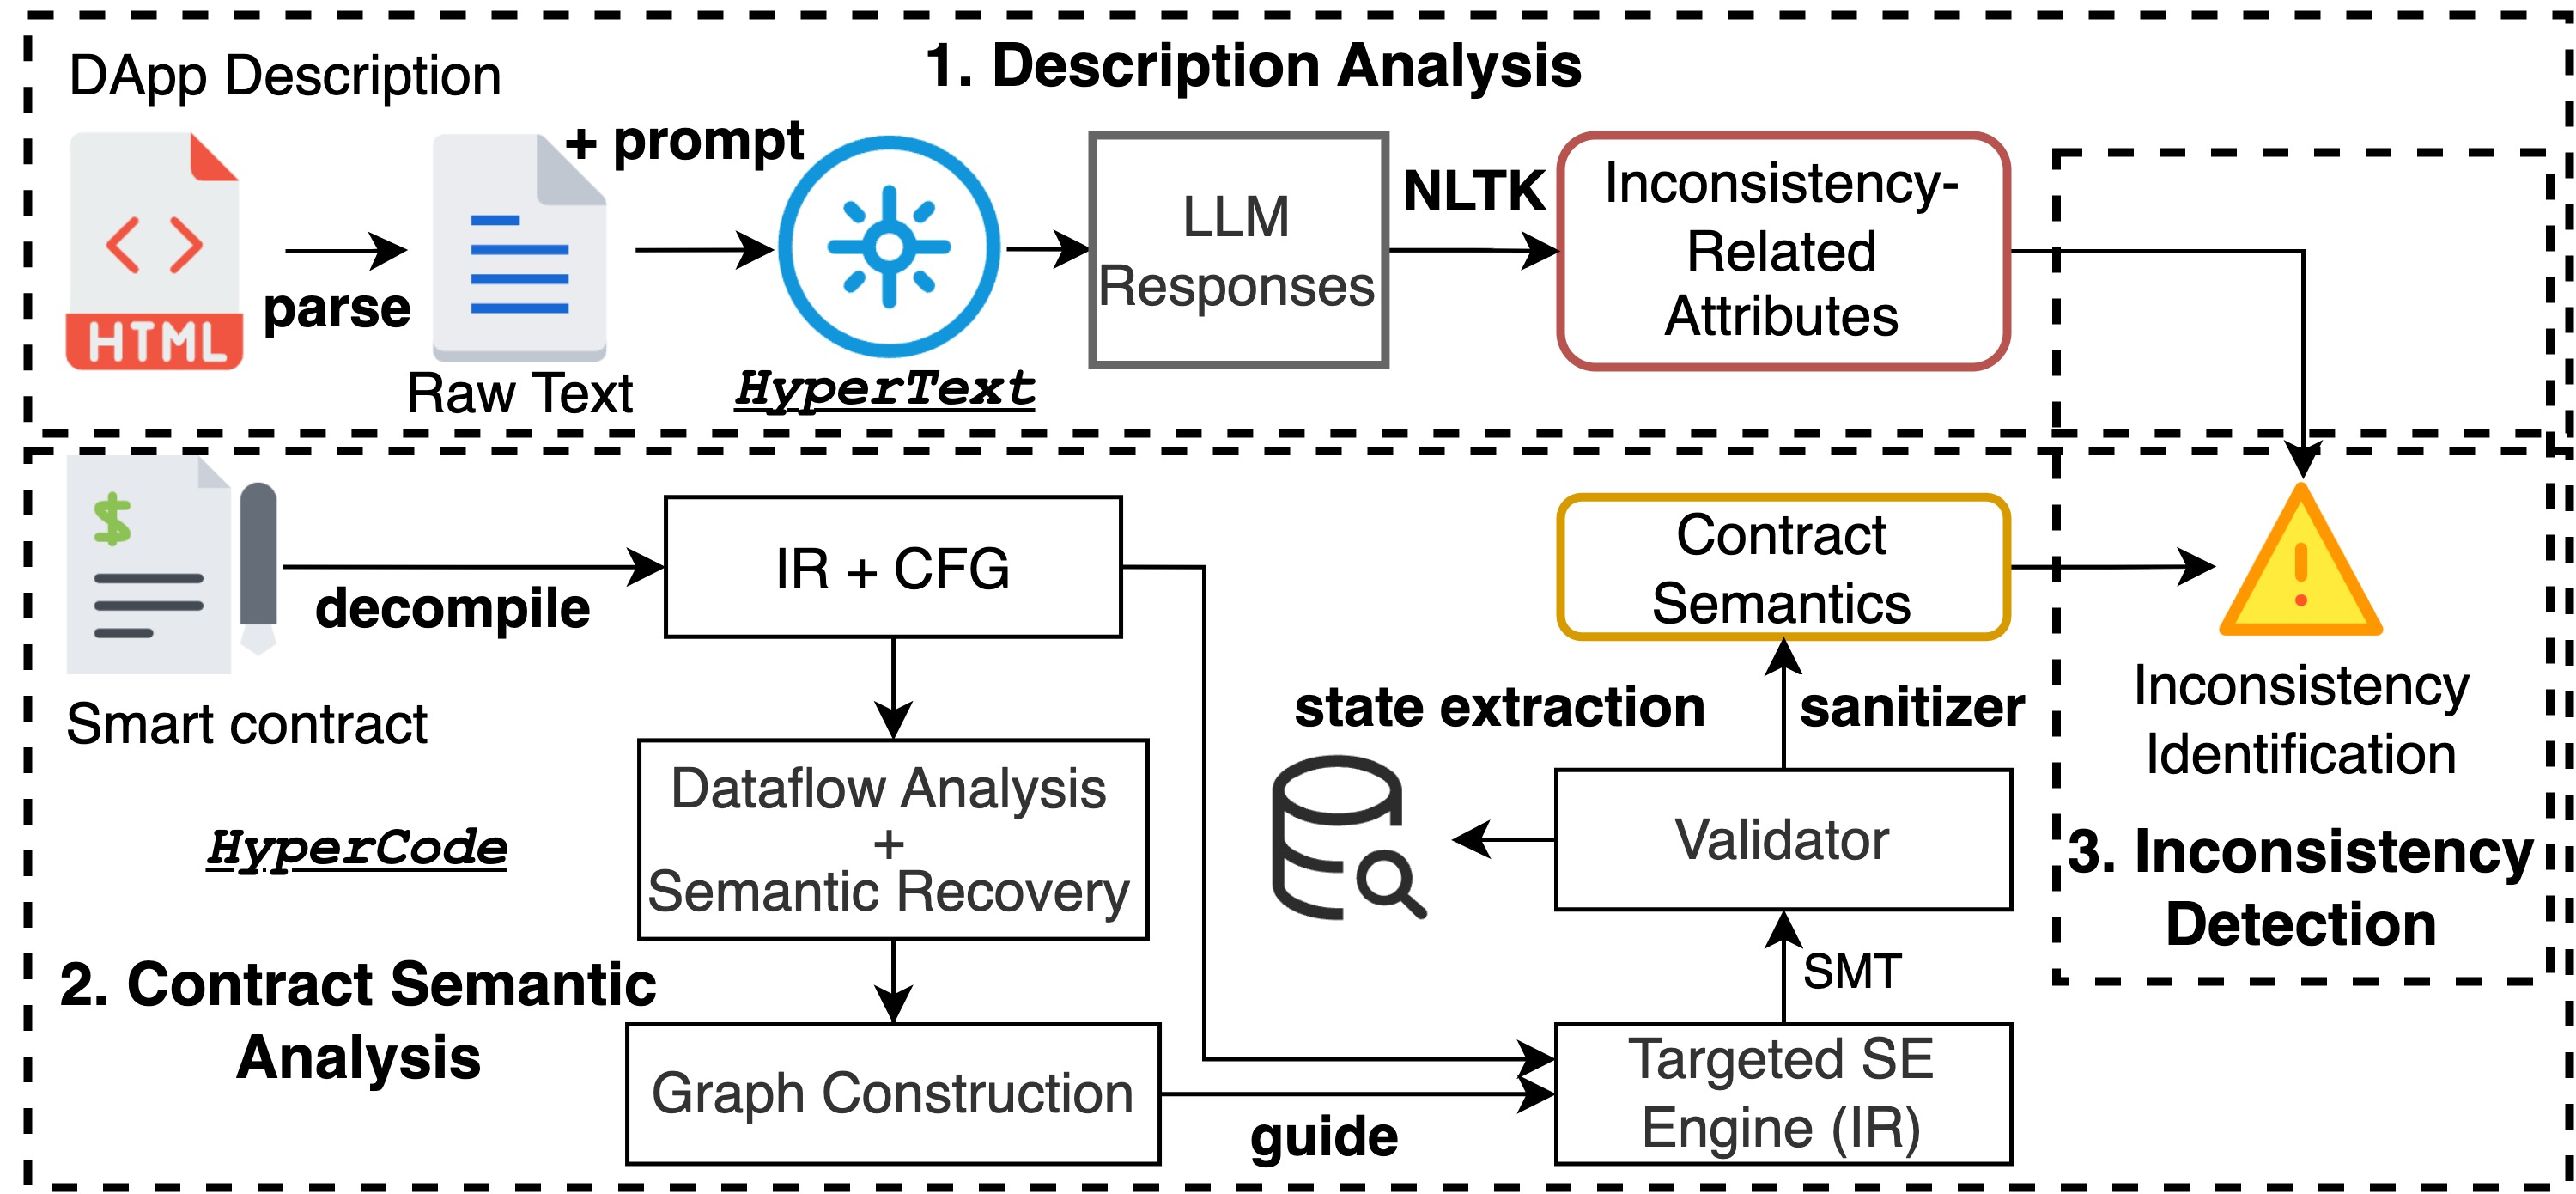 1. Description Analysis
DApp Description
HTML
parse
Raw Text
+ prompt
HyperText
LLM
Responses
NLTK
Inconsistency-
Related
Attributes
$
Smart contract
decompile
HyperCode
2. Contract Semantic
Analysis
IR + CFG
Dataflow Analysis
+
Semantic Recovery
Graph Construction
guide
Targeted SE
Engine (IR)
SMT
Validator
state extraction
sanitizer
Contract
Semantics
!
Inconsistency
Identification
3. Inconsistency
Detection